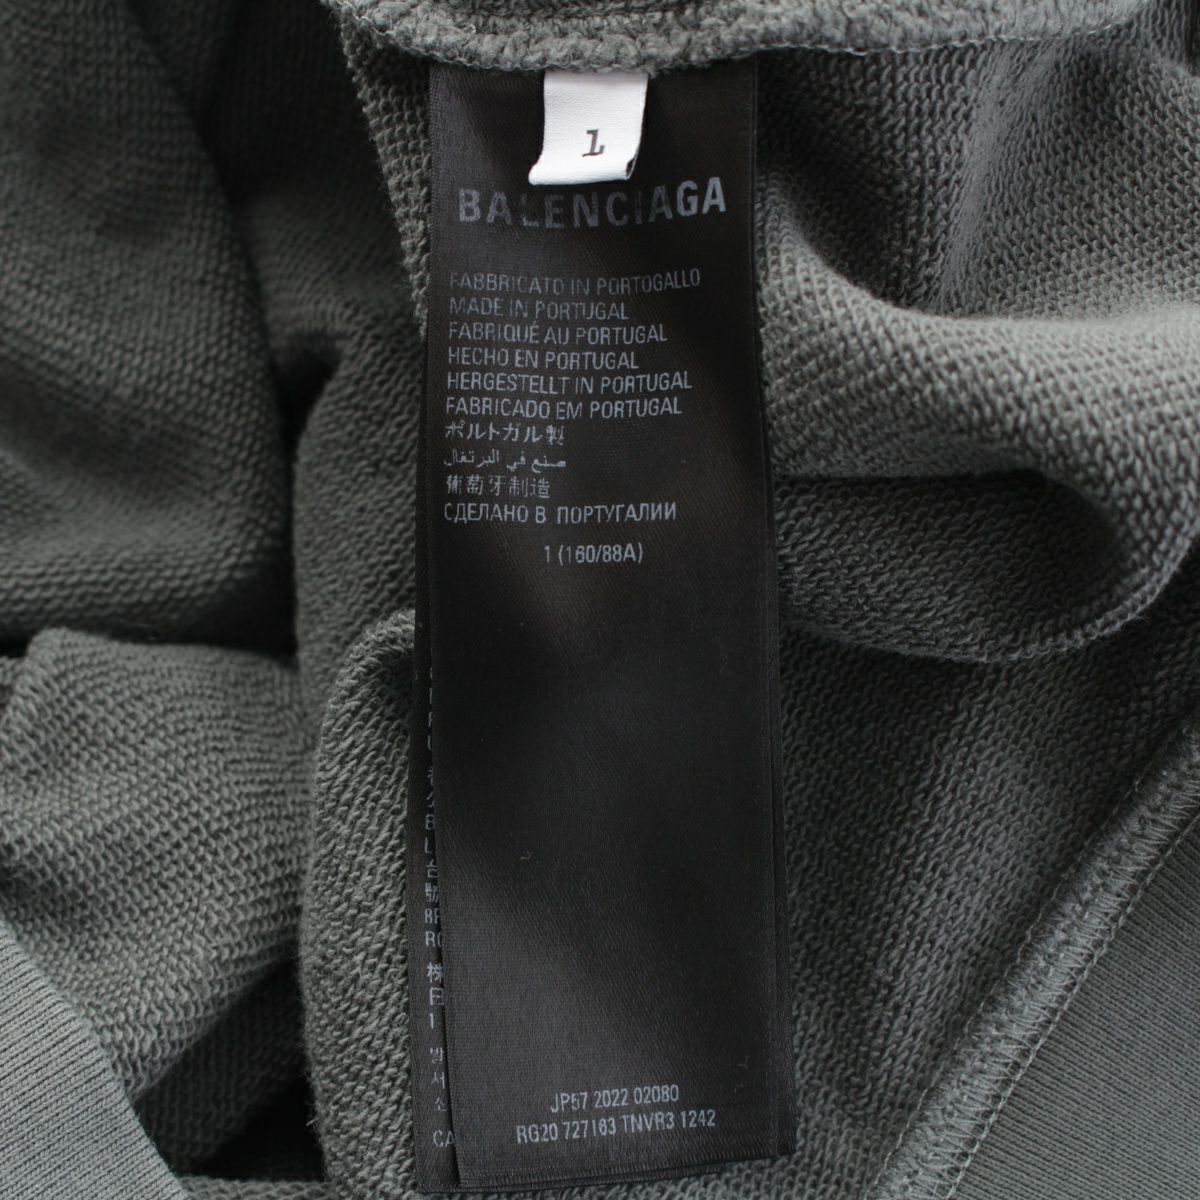 1
BALENCIAGA
FABBRICATO IN PORTOGALLO
MADE IN PORTUGAL
FABRIQUÉ AU PORTUGAL
HECHO EN PORTUGAL
HERGESTELLT IN PORTUGAL
FABRICADO EM PORTUGAL
ポルトガル製
صنع في البرتغال
葡萄牙制造
СДЕЛАНО В ПОРТУГАЛИИ
1 (160/88A)
JP57 2022 02080
RG20 727163 TNVR3 1242